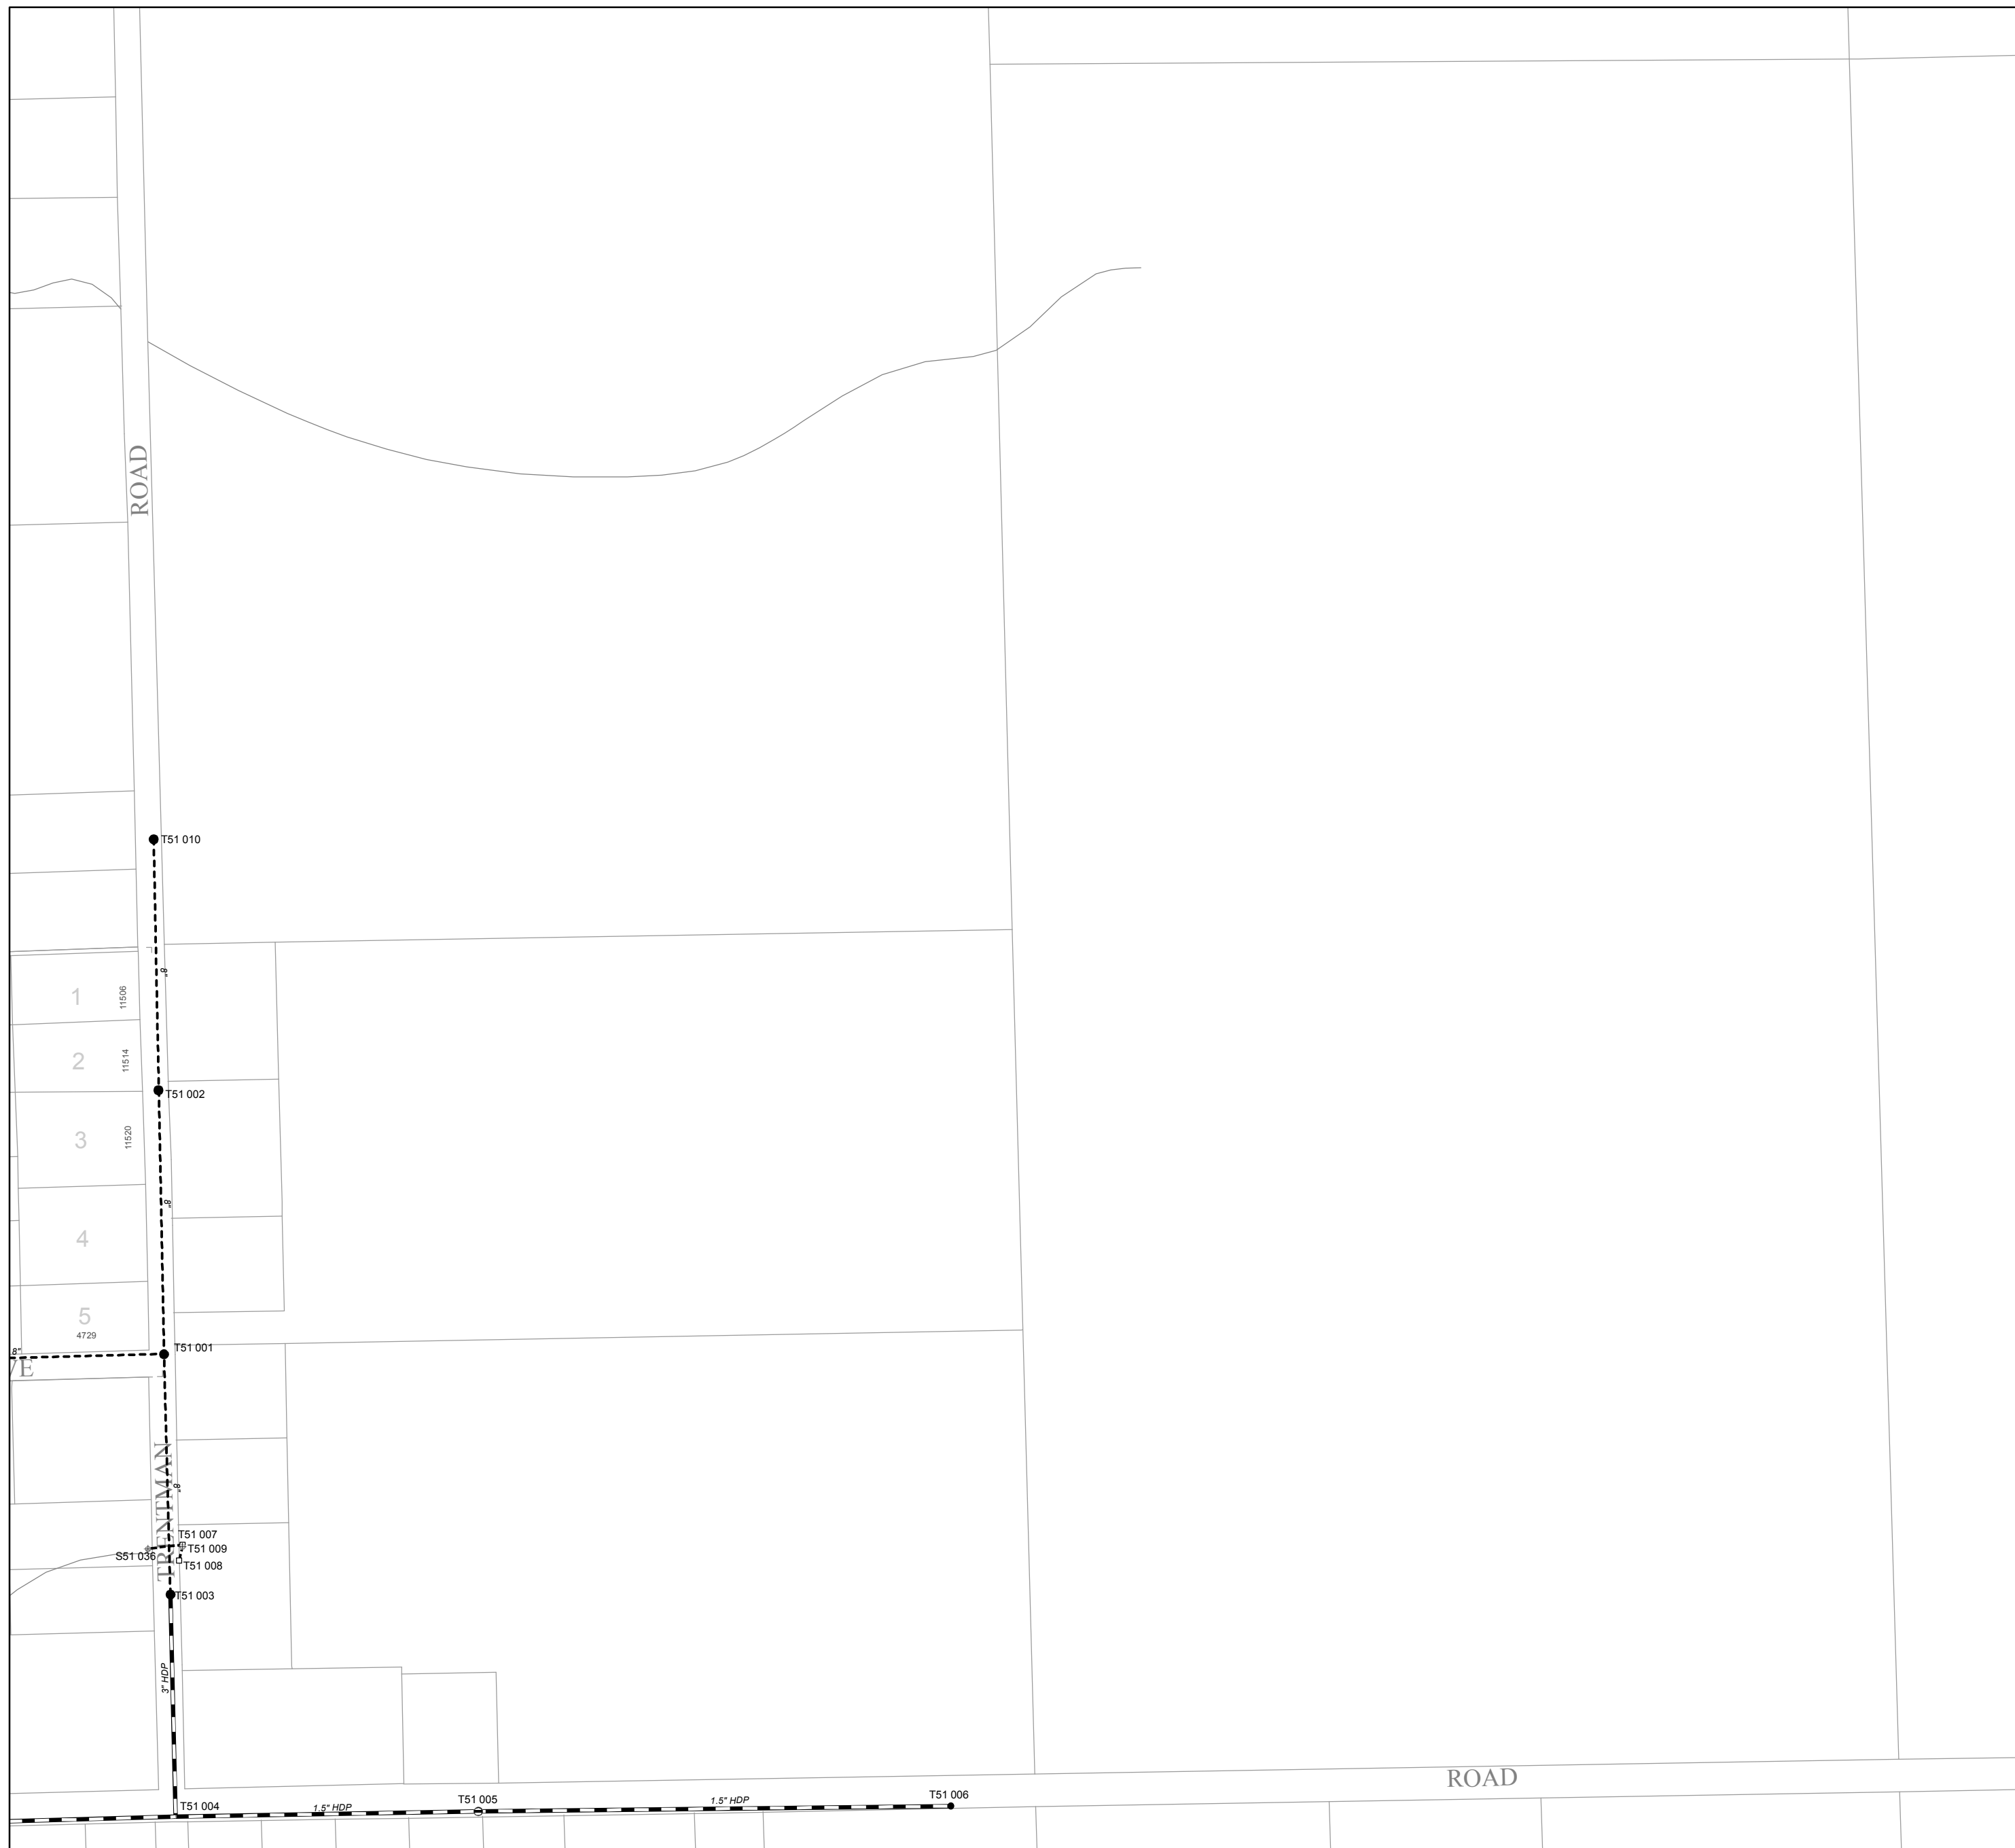 ROAD
T51 010
8"
1
11506
2
11514
T51 002
3
11520
8"
4
5
4729
T51 001
8"
VE
TRENTMAN
8"
T51 007
T51 009
S51 036
T51 008
T51 003
3" HDP
ROAD
T51 004
1.5" HDP
T51 005
1.5" HDP
T51 006